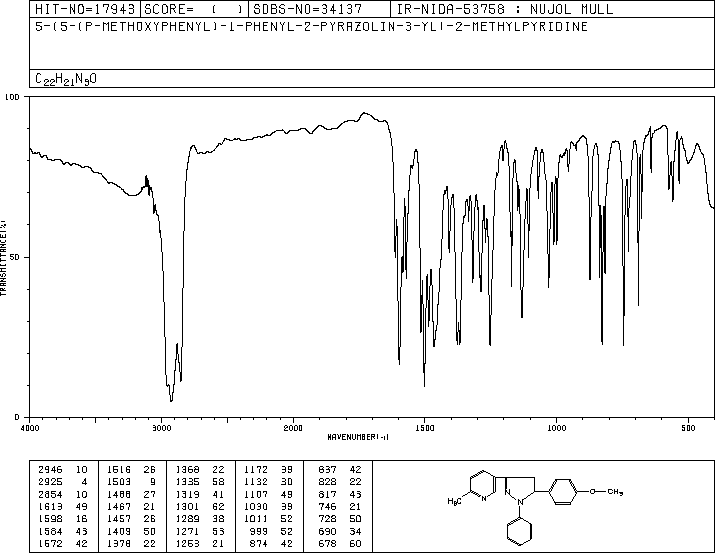 HIT-NO=17943 SCORE= ( ) SDBS-NO=34137 IR-NIDA-53758 : NUJOL MULL
5-(5-(P-METHOXYPHENYL)-1-PHENYL-2-PYRAZOLIN-3-YL)-2-METHYLPYRIDINE
C22H21N3O
100
50
0
TRANSMITTANCE(%)
4000 3000 2000 1500 1000 500
WAVENUMBER(-1)
2946 10 1516 26 1368 22 1172 39 837 42
2925 4 1503 9 1335 58 1132 30 828 22
2854 10 1488 27 1319 41 1107 49 817 43
1613 49 1467 21 1301 62 1030 39 746 21
1598 16 1457 26 1289 38 1011 52 728 50
1584 43 1409 50 1271 53 999 52 690 34
1572 42 1378 22 1253 21 874 42 678 60
H3C N N N O CH3